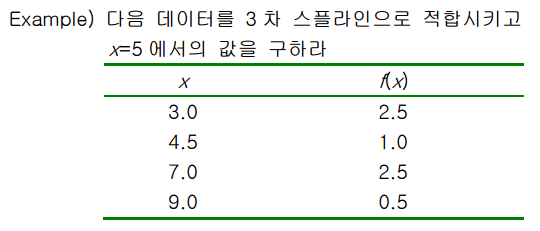 Example) 다음 데이터를 3 차 스플라인으로 적합시키고
x=5 에서의 값을 구하라
x f(x)
3.0 2.5
4.5 1.0
7.0 2.5
9.0 0.5